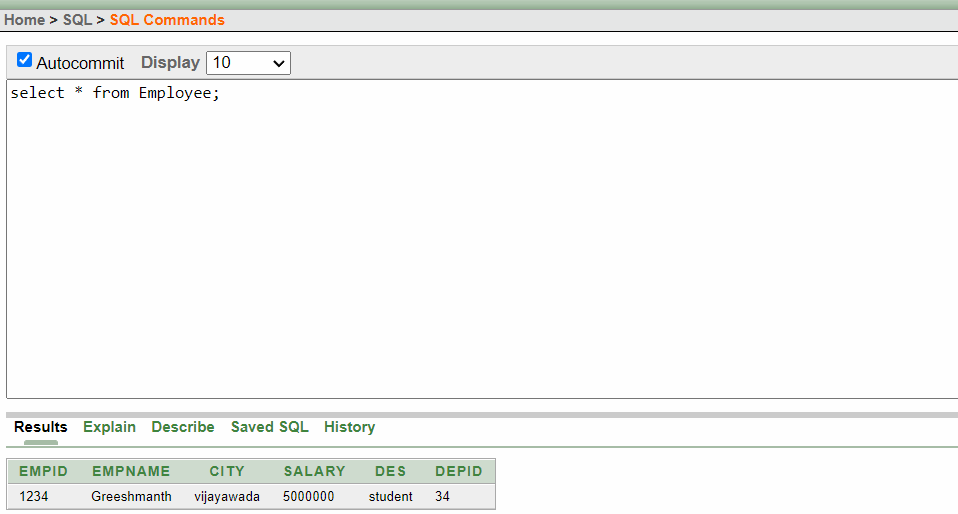 Home > SQL > SQL Commands
Autocommit Display 10
select * from Employee;
Results Explain Describe Saved SQL History
EMPID EMPNAME CITY SALARY DES DEPID
1234 Greeshmanth vijayawada 5000000 student 34